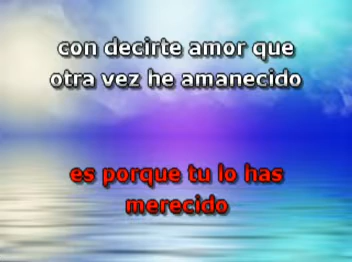 con decirte amor que
otra vez he amanecido
es porque tu lo has
merecido